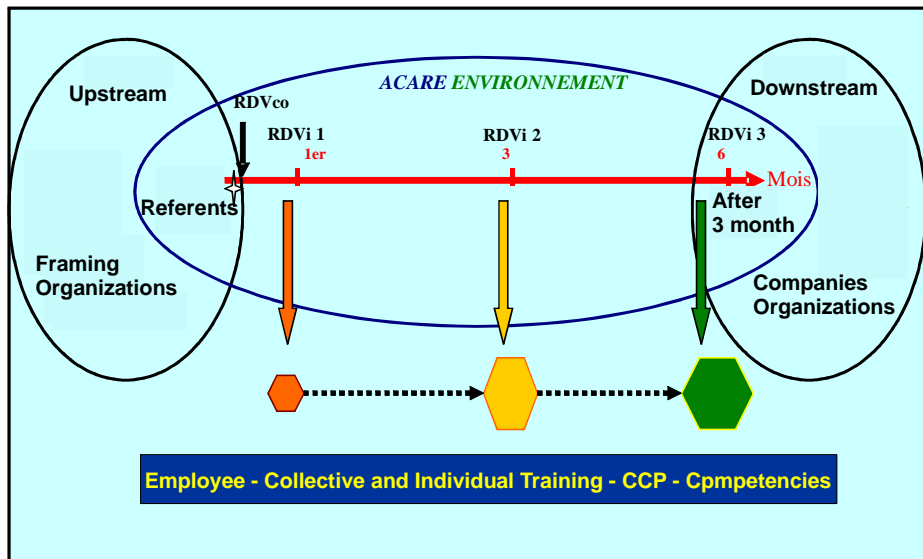 ACARE ENVIRONNEMENT
Upstream
Downstream
RDVco
RDVi 1
RDVi 2
RDVi 3
1er
3
6
Mois
Referents
After
3 month
Framing
Organizations
Companies
Organizations
Employee - Collective and Individual Training - CCP - Cpmpetencies